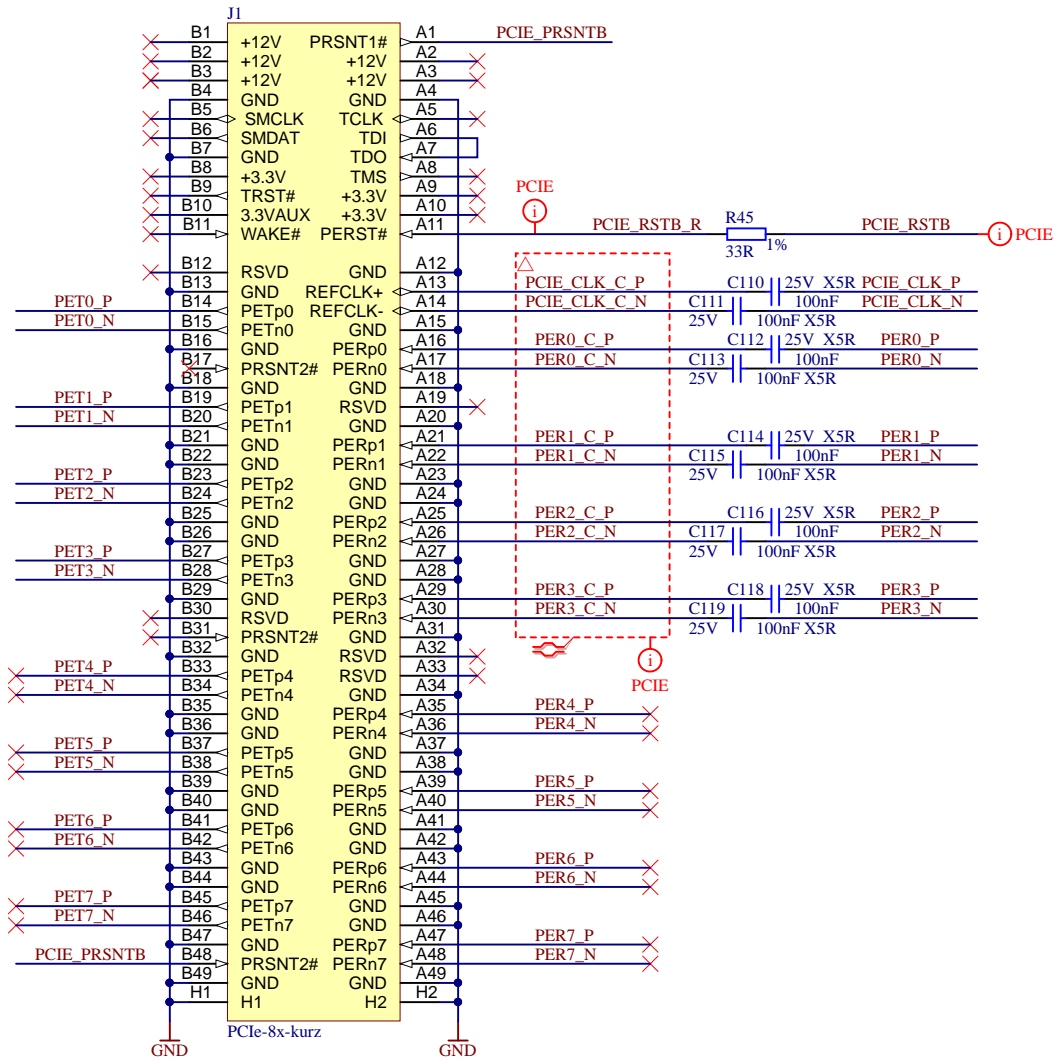 J1
B1 +12V PRSNT1# A1 PCIE_PRSNTB
B2 +12V +12V A2
B3 +12V +12V A3
B4 GND GND A4
B5 SMCLK TCLK A5
B6 SMDAT TDI A6
B7 GND TDO A7
B8 +3.3V TMS A8
B9 TRST# +3.3V A9
PCIE
B10 3.3VAUX +3.3V A10
B11 WAKE# PERST# A11 PCIE_RSTB_R R45 33R 1% PCIE_RSTB i PCIE
i
B12 RSVD GND A12
B13 GND REFCLK+ A13 PCIE_CLK_C_P C110 25V X5R 100nF PCIE_CLK_P
PET0_P B14 PETp0 REFCLK- A14 PCIE_CLK_C_N C111 25V 100nF X5R PCIE_CLK_N
PET0_N B15 PETn0 GND A15
B16 GND PERp0 A16 PER0_C_P C112 25V X5R 100nF PER0_P
B17 PRSNT2# PERn0 A17 PER0_C_N C113 25V 100nF X5R PER0_N
B18 GND GND A18
PET1_P B19 PETp1 RSVD A19
PET1_N B20 PETn1 GND A20
B21 GND PERp1 A21 PER1_C_P C114 25V X5R 100nF PER1_P
B22 GND PERn1 A22 PER1_C_N C115 25V 100nF X5R PER1_N
PET2_P B23 PETp2 GND A23
PET2_N B24 PETn2 GND A24
B25 GND PERp2 A25 PER2_C_P C116 25V X5R 100nF PER2_P
B26 GND PERn2 A26 PER2_C_N C117 25V 100nF X5R PER2_N
PET3_P B27 PETp3 GND A27
PET3_N B28 PETn3 GND A28
B29 GND PERp3 A29 PER3_C_P C118 25V X5R 100nF PER3_P
B30 RSVD PERn3 A30 PER3_C_N C119 25V 100nF X5R PER3_N
B31 PRSNT2# GND A31
B32 GND RSVD A32
i
PET4_P B33 PETp4 RSVD A33
PCIE
PET4_N B34 PETn4 GND A34
B35 GND PERp4 A35 PER4_P
B36 GND PERn4 A36 PER4_N
PET5_P B37 PETp5 GND A37
PET5_N B38 PETn5 GND A38
B39 GND PERp5 A39 PER5_P
B40 GND PERn5 A40 PER5_N
PET6_P B41 PETp6 GND A41
PET6_N B42 PETn6 GND A42
B43 GND PERp6 A43 PER6_P
B44 GND PERn6 A44 PER6_N
PET7_P B45 PETp7 GND A45
PET7_N B46 PETn7 GND A46
B47 GND PERp7 A47 PER7_P
PCIE_PRSNTB B48 PRSNT2# PERn7 A48 PER7_N
B49 GND GND A49
H1 H1 H2 H2
PCIe-8x-kurz
GND GND